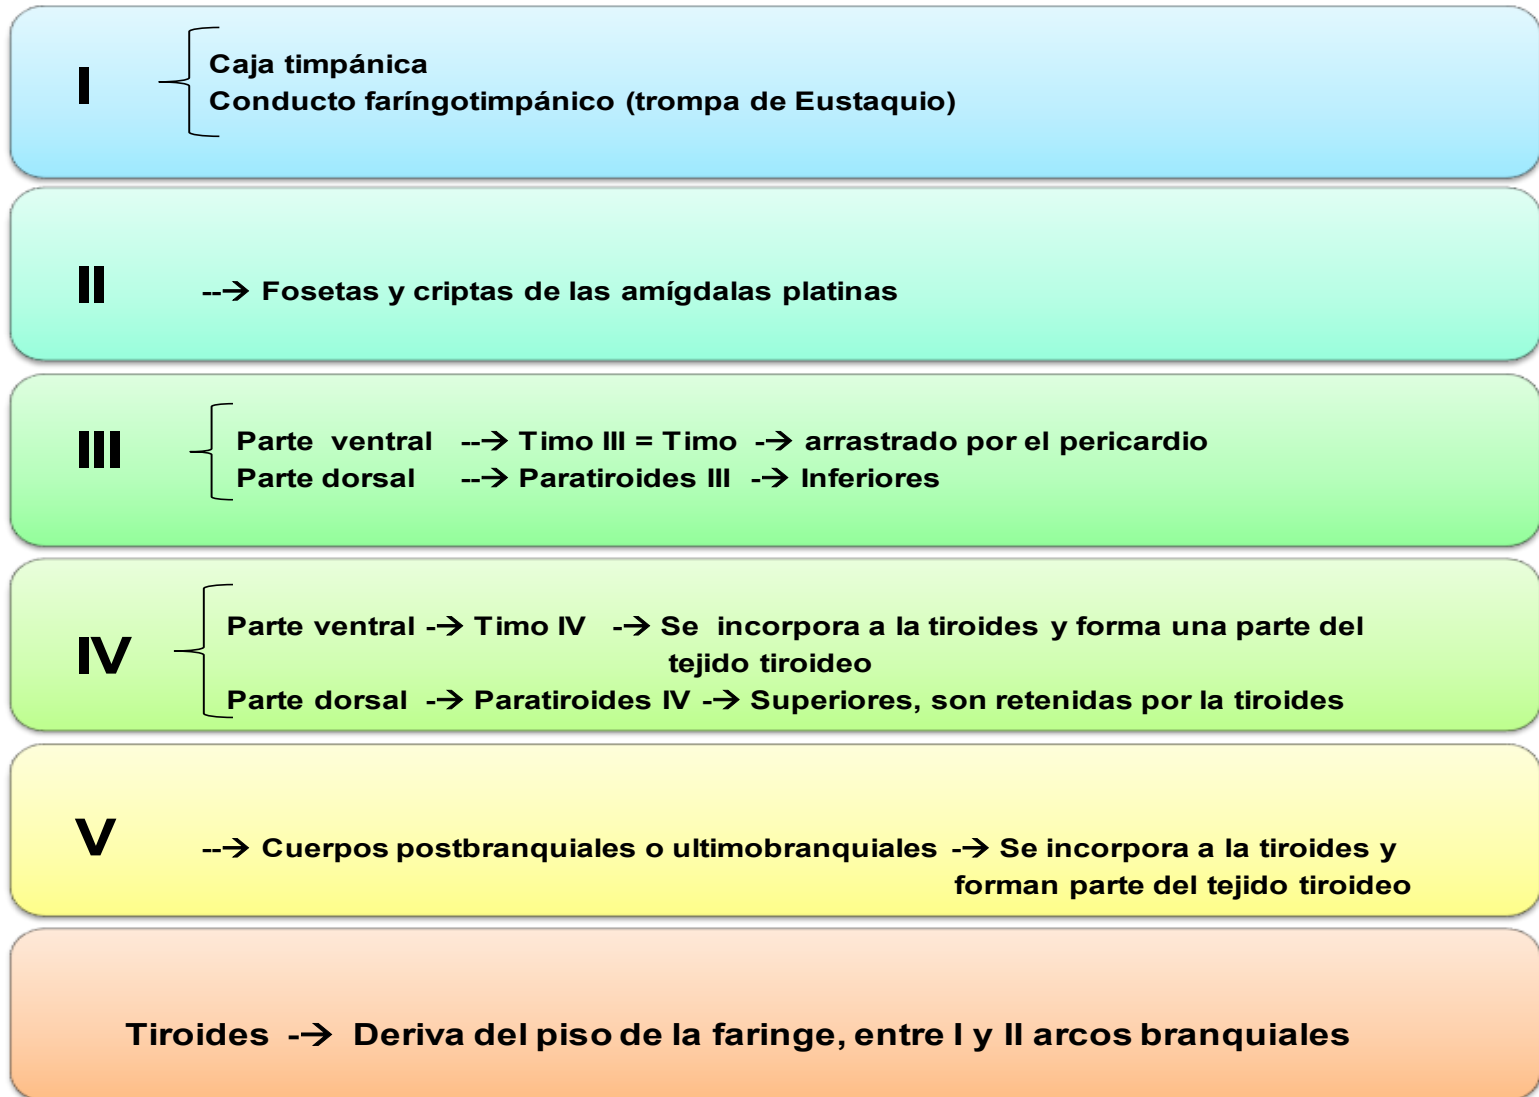 I
Caja timpánica
Conducto faríngotimpánico (trompa de Eustaquio)
II
--→ Fosetas y criptas de las amígdalas platinas
III
Parte ventral --→ Timo III = Timo -→ arrastrado por el pericardio
Parte dorsal --→ Paratiroides III -→ Inferiores
IV
Parte ventral -→ Timo IV -→ Se incorpora a la tiroides y forma una parte del
tejido tiroideo
Parte dorsal -→ Paratiroides IV -→ Superiores, son retenidas por la tiroides
V
--→ Cuerpos postbranquiales o ultimobranquiales -→ Se incorpora a la tiroides y
forman parte del tejido tiroideo
Tiroides -→ Deriva del piso de la faringe, entre I y II arcos branquiales